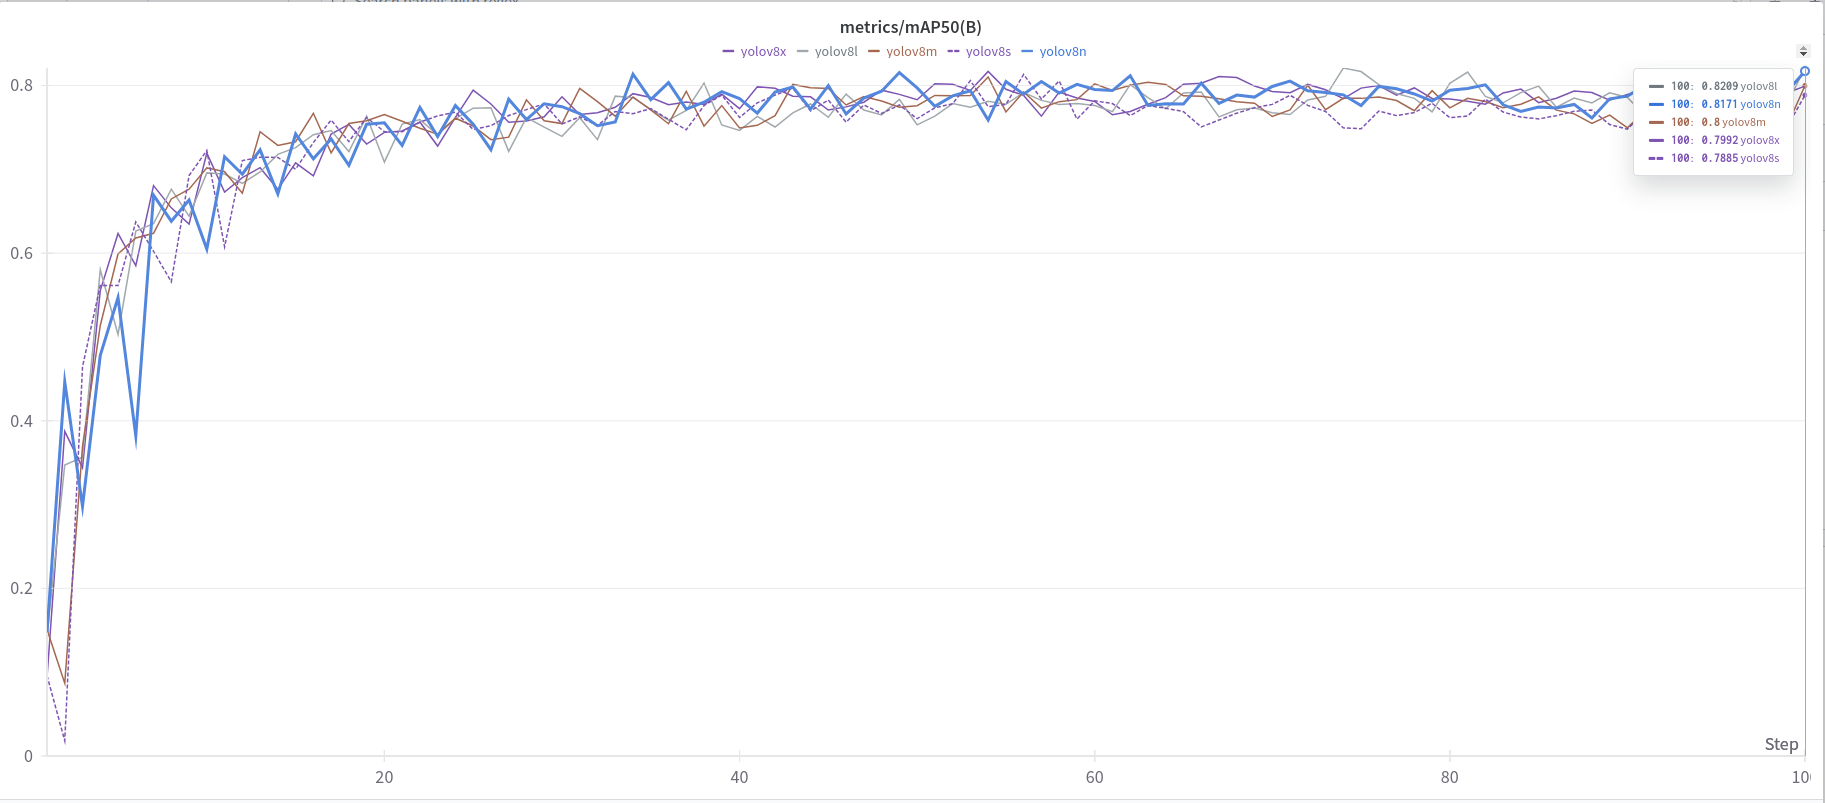 metrics/mAP50(B)
yolov8x yolov8l yolov8m yolov8s yolov8n
0.8
0.6
0.4
0.2
0
100: 0.8209 yolov8l
100: 0.8171 yolov8n
100: 0.8 yolov8m
100: 0.7992 yolov8x
100: 0.7885 yolov8s
Step
20 40 60 80 10